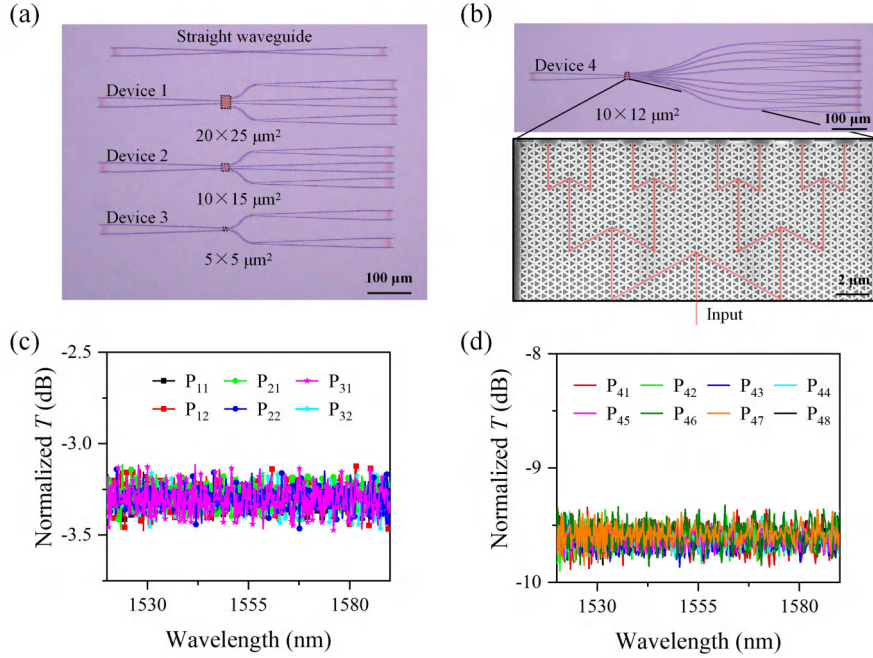 (a)
Straight waveguide
Device 1
20×25 μm²
Device 2
10×15 μm²
Device 3
5×5 μm²
100 μm
(b)
Device 4
10×12 μm²
100 μm
2 μm
Input
(c)
Normalized T (dB)
-2.5
-3.0
-3.5
P₁₁ P₂₁ P₃₁
P₁₂ P₂₂ P₃₂
1530 1555 1580
Wavelength (nm)
(d)
Normalized T (dB)
-8
-9
-10
P₄₁ P₄₂ P₄₃ P₄₄
P₄₅ P₄₆ P₄₇ P₄₈
1530 1555 1580
Wavelength (nm)